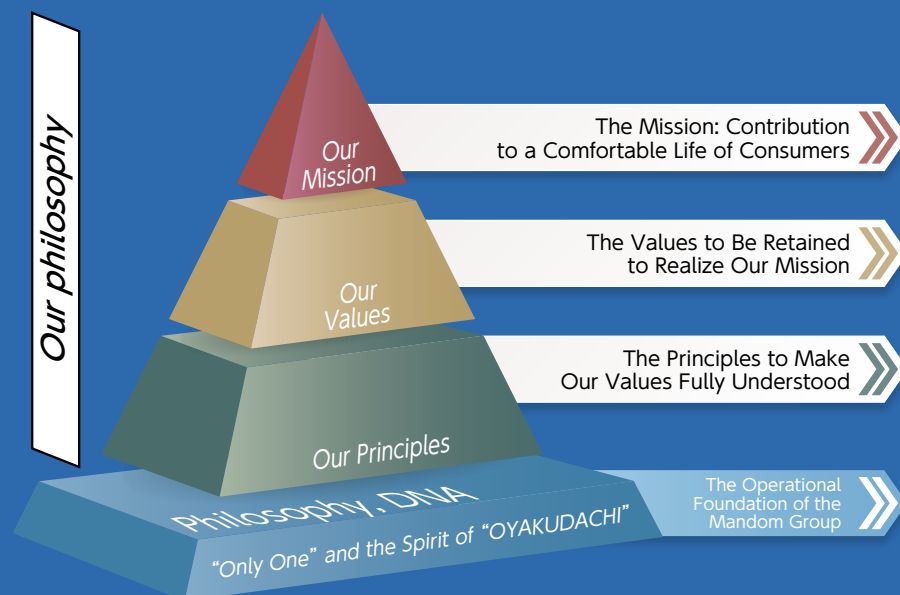 Our philosophy
Our
Mission
The Mission: Contribution
to a Comfortable Life of Consumers
Our
Values
The Values to Be Retained
to Realize Our Mission
Our Principles
The Principles to Make
Our Values Fully Understood
Philosophy, DNA
“Only One” and the Spirit of “OYAKUDACHI”
The Operational
Foundation of the
Mandom Group